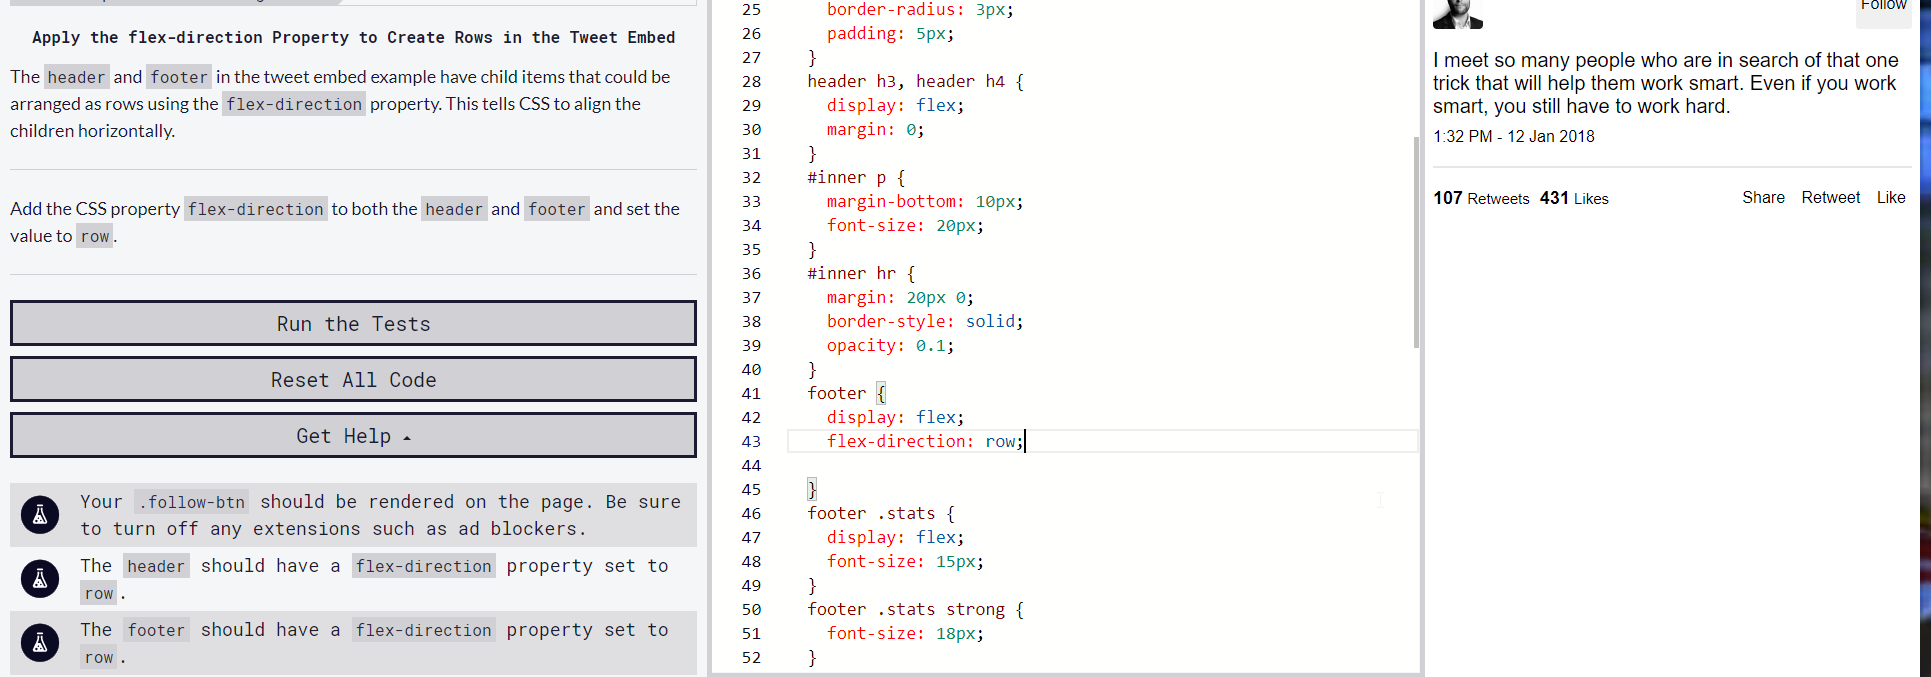 Apply the flex-direction Property to Create Rows in the Tweet Embed
The header and footer in the tweet embed example have child items that could be
arranged as rows using the flex-direction property. This tells CSS to align the
children horizontally.
Add the CSS property flex-direction to both the header and footer and set the
value to row.
Run the Tests
Reset All Code
Get Help
Your .follow-btn should be rendered on the page. Be sure
to turn off any extensions such as ad blockers.
The header should have a flex-direction property set to
row.
The footer should have a flex-direction property set to
row.
25 border-radius: 3px;
26 padding: 5px;
27 }
28 header h3, header h4 {
29 display: flex;
30 margin: 0;
31 }
32 #inner p {
33 margin-bottom: 10px;
34 font-size: 20px;
35 }
36 #inner hr {
37 margin: 20px 0;
38 border-style: solid;
39 opacity: 0.1;
40 }
41 footer {
42 display: flex;
43 flex-direction: row;
44
45 }
46 footer .stats {
47 display: flex;
48 font-size: 15px;
49 }
50 footer .stats strong {
51 font-size: 18px;
52 }
Follow
I meet so many people who are in search of that one
trick that will help them work smart. Even if you work
smart, you still have to work hard.
1:32 PM - 12 Jan 2018
107 Retweets 431 Likes Share Retweet Like